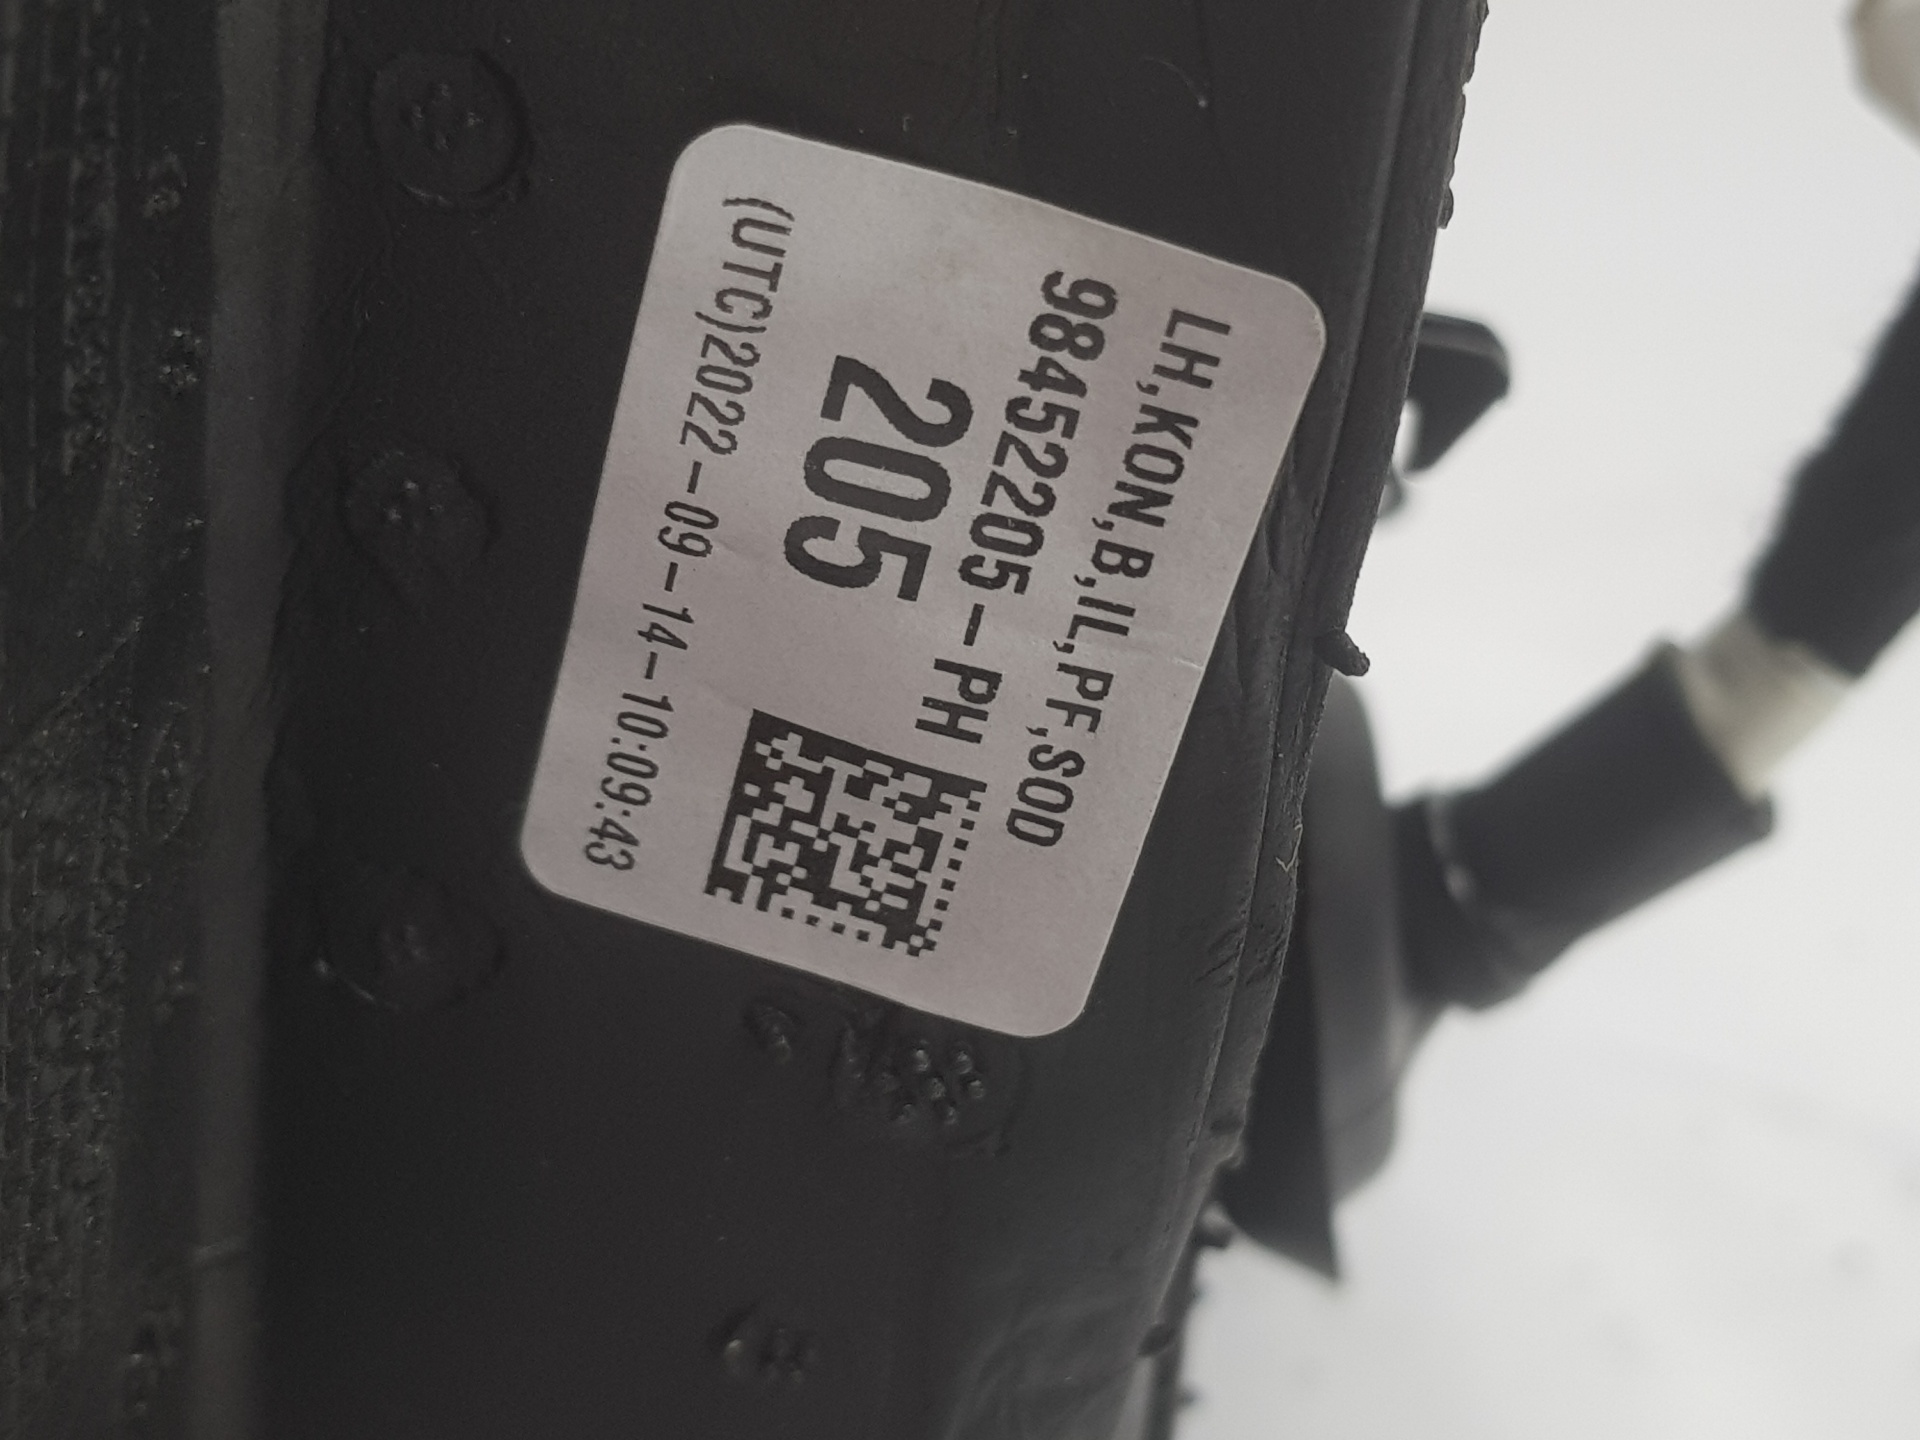 LH,KON,B,IL,PF,SOD
98452205-PH
205
(UTC)2022-09-14-10:09:43